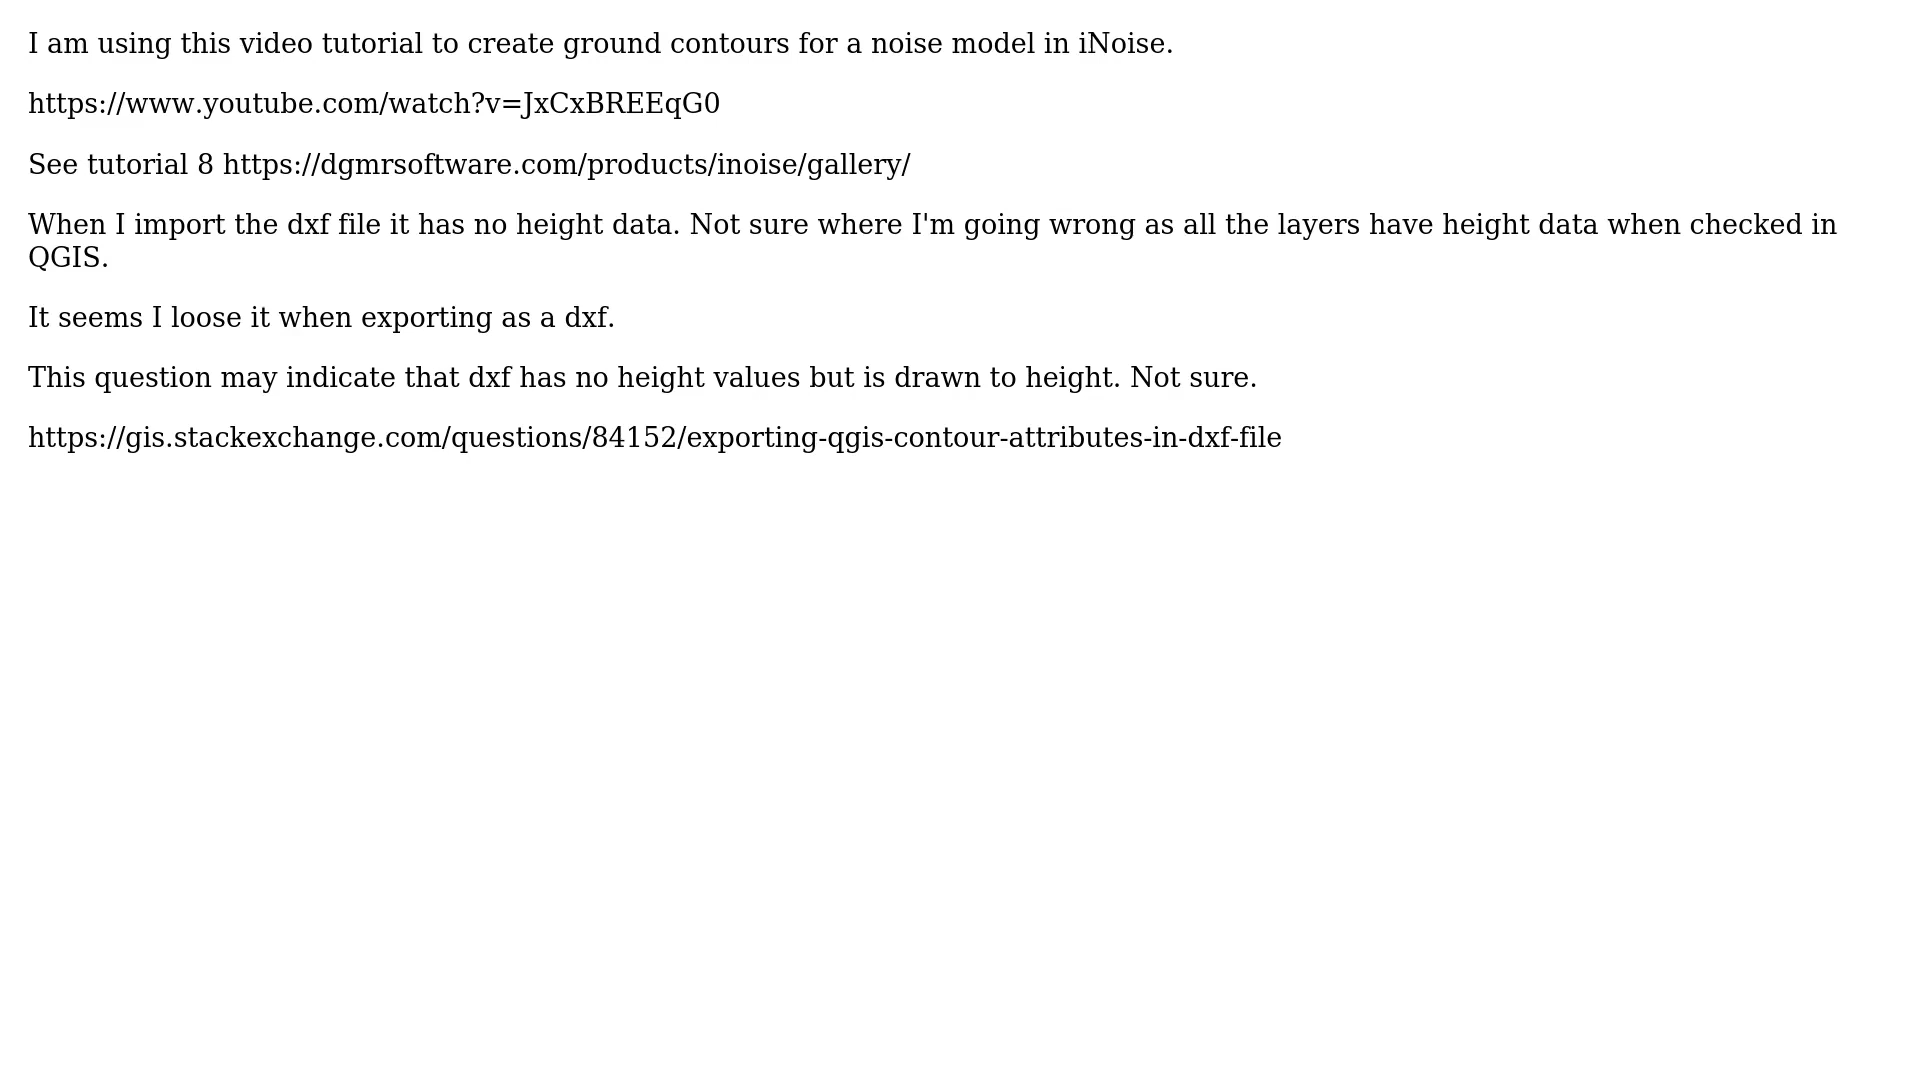 I am using this video tutorial to create ground contours for a noise model in iNoise.
https://www.youtube.com/watch?v=JxCxBREEqG0
See tutorial 8 https://dgmrsoftware.com/products/inoise/gallery/
When I import the dxf file it has no height data. Not sure where I'm going wrong as all the layers have height data when checked in
QGIS.
It seems I loose it when exporting as a dxf.
This question may indicate that dxf has no height values but is drawn to height. Not sure.
https://gis.stackexchange.com/questions/84152/exporting-qgis-contour-attributes-in-dxf-file